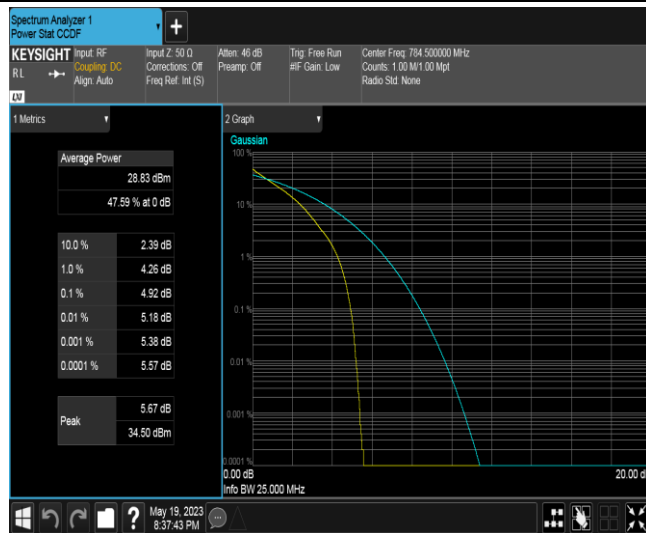 Spectrum Analyzer 1
Power Stat CCDF
+
KEYSIGHT
RL
Input: RF
Coupling: DC
Align: Auto
Input Z: 50 Ω
Corrections: Off
Freq Ref: Int (S)
Atten: 46 dB
Preamp: Off
Trig: Free Run
#IF Gain: Low
Center Freq: 784.500000 MHz
Counts: 1.00 M/1.00 Mpt
Radio Std: None
1 Metrics
Average Power
28.83 dBm
47.59 % at 0 dB
10.0 % 2.39 dB
1.0 % 4.26 dB
0.1 % 4.92 dB
0.01 % 5.18 dB
0.001 % 5.38 dB
0.0001 % 5.57 dB
Peak
5.67 dB
34.50 dBm
2 Graph
Gaussian
100 %
10 %
1 %
0.1 %
0.01 %
0.001 %
0.0001 %
0.00 dB
20.00 d
Info BW 25.000 MHz
?
May 19, 2023
8:37:43 PM